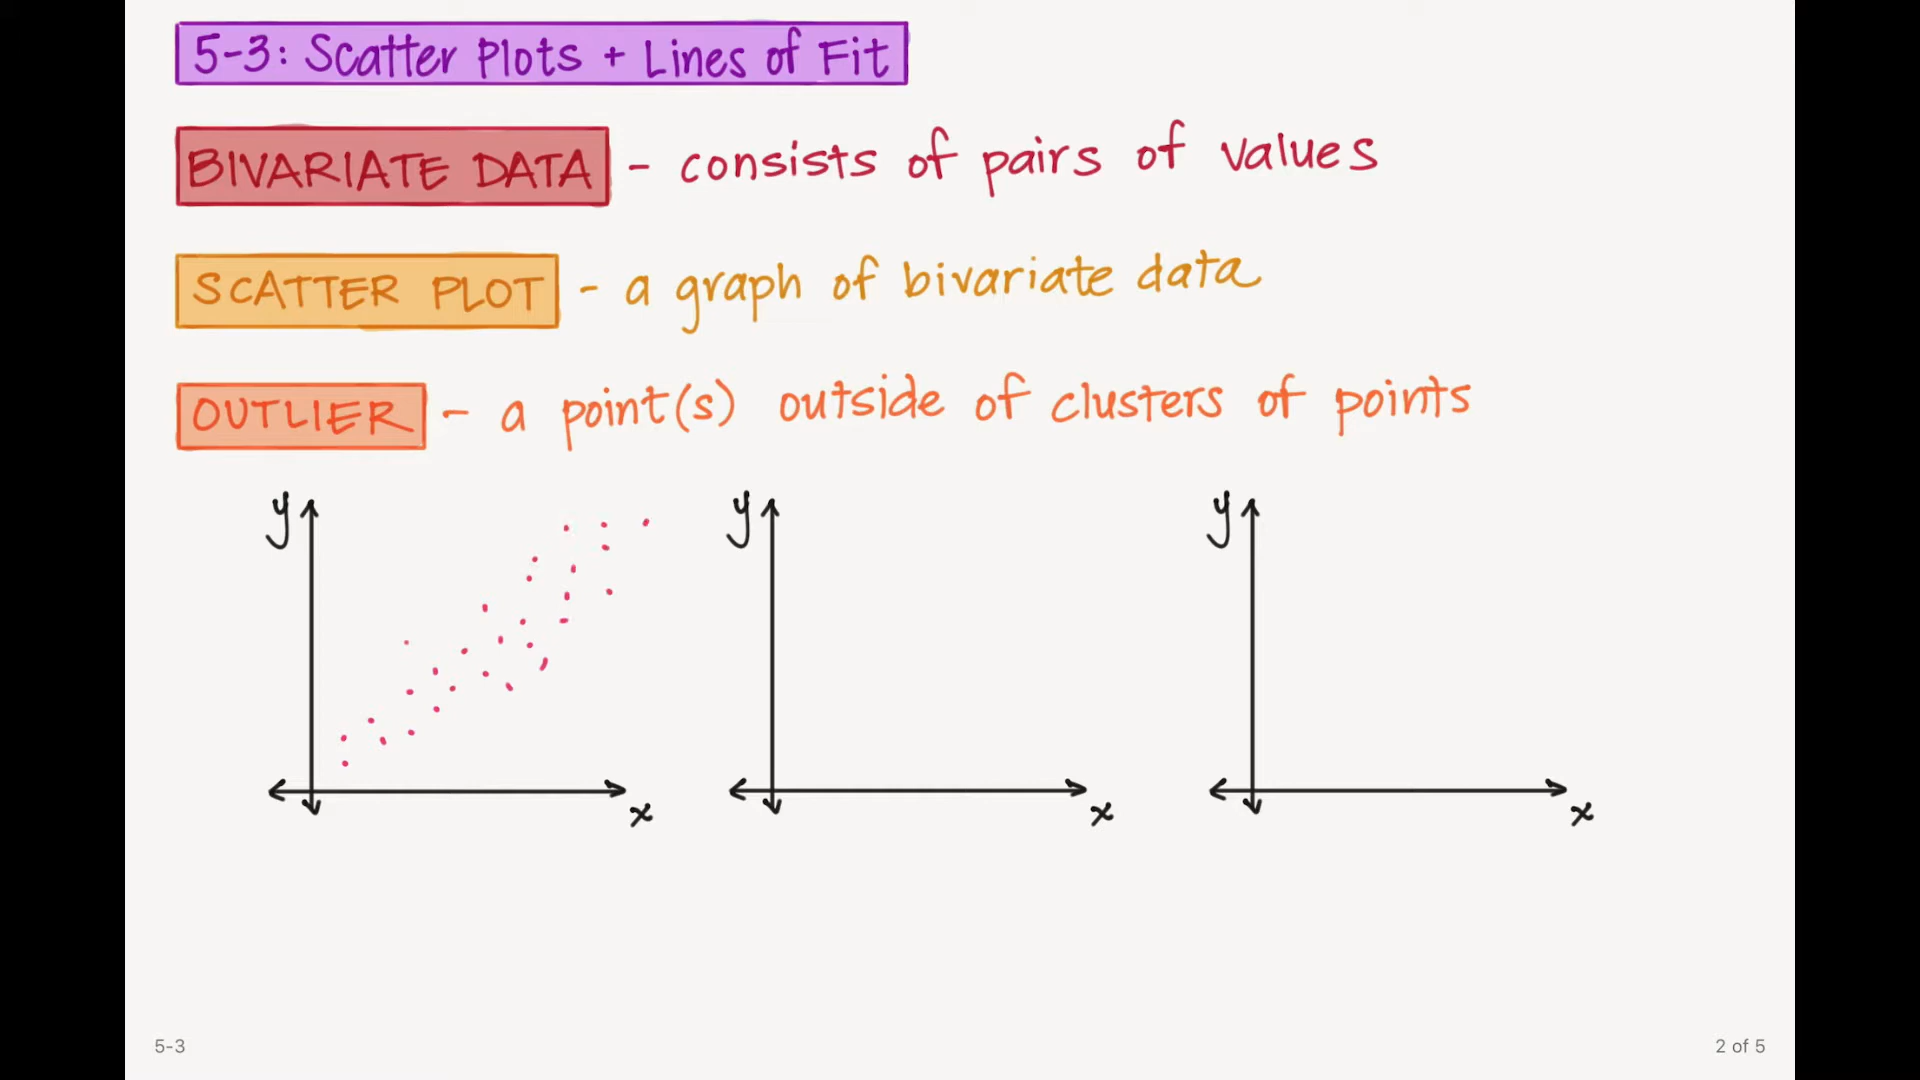 5-3: Scatter Plots + Lines of Fit
BIVARIATE DATA - consists of pairs of values
SCATTER PLOT - a graph of bivariate data
OUTLIER - a point(s) outside of clusters of points
y y y
x x x
5-3 2 of 5